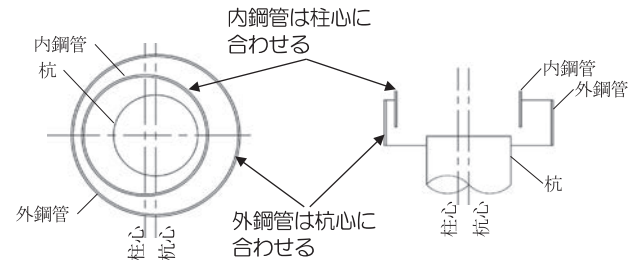 内鋼管は柱心に
合わせる
内鋼管
杭
外鋼管
柱心
杭心
外鋼管は杭心に
合わせる
内鋼管
外鋼管
杭
柱心
杭心